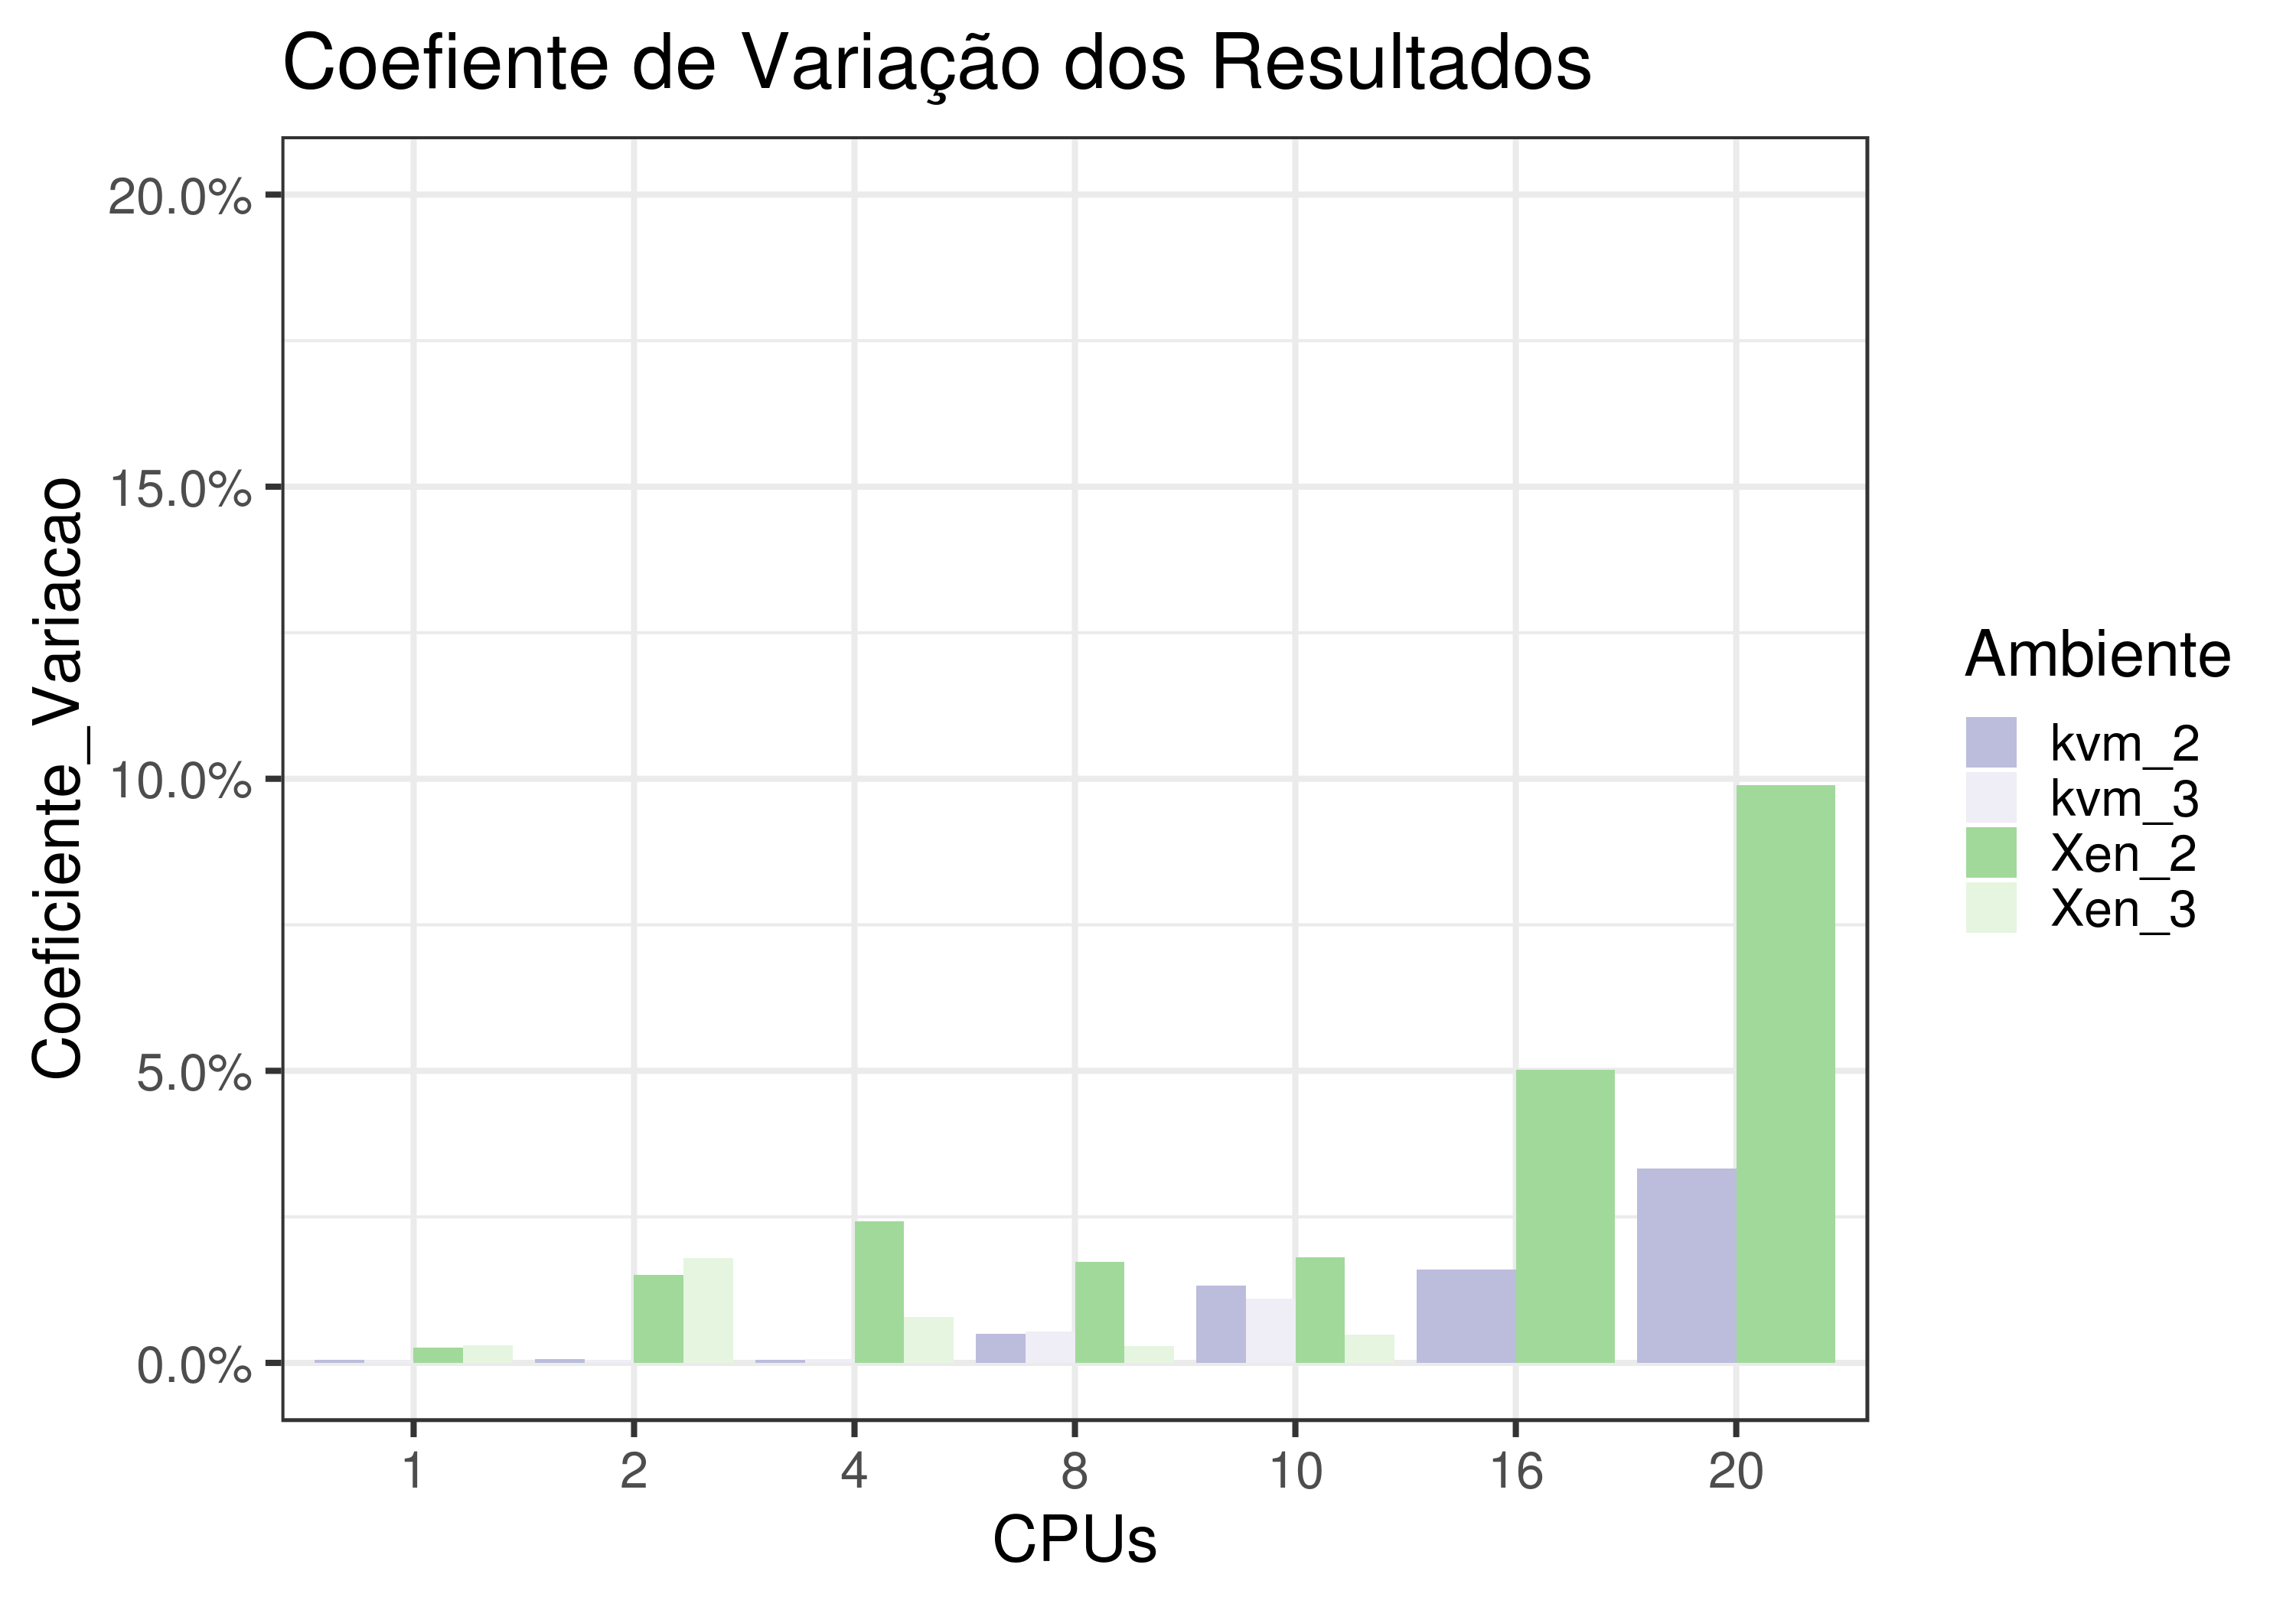 Coefiente de Variação dos Resultados
Coeficiente_Variacao
20.0%
15.0%
10.0%
5.0%
0.0%
1 2 4 8 10 16 20
CPUs
Ambiente
kvm_2
kvm_3
Xen_2
Xen_3